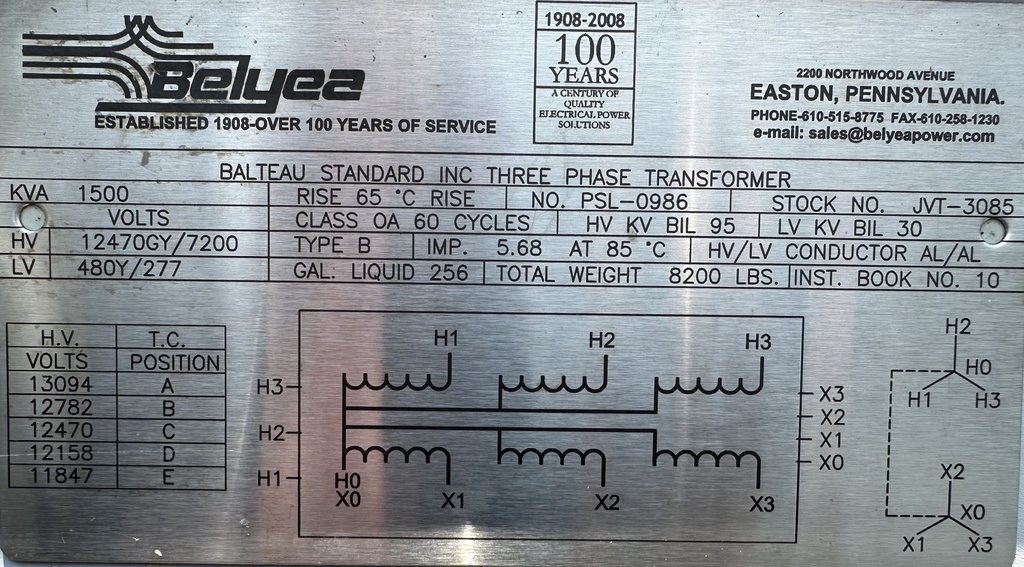 Belyea
ESTABLISHED 1908-OVER 100 YEARS OF SERVICE
1908-2008
100
YEARS
A CENTURY OF
QUALITY
ELECTRICAL POWER
SOLUTIONS
2200 NORTHWOOD AVENUE
EASTON, PENNSYLVANIA.
PHONE-610-515-8775 FAX-610-258-1230
e-mail: sales@belyeapower.com
BALTEAU STANDARD INC THREE PHASE TRANSFORMER
KVA 1500 RISE 65 °C RISE NO. PSL-0986 STOCK NO. JVT-3085
VOLTS CLASS OA 60 CYCLES HV KV BIL 95 LV KV BIL 30
HV 12470GY/7200 TYPE B IMP. 5.68 AT 85 °C HV/LV CONDUCTOR AL/AL
LV 480Y/277 GAL. LIQUID 256 TOTAL WEIGHT 8200 LBS. INST. BOOK NO. 10
H.V. T.C.
VOLTS POSITION
13094 A
12782 B
12470 C
12158 D
11847 E
H1 H2 H3
H3
H2
H1
H0
X0 X1 X2 X3
X3
X2
X1
X0
H2
H0
H1 H3
X2
X0
X1 X3